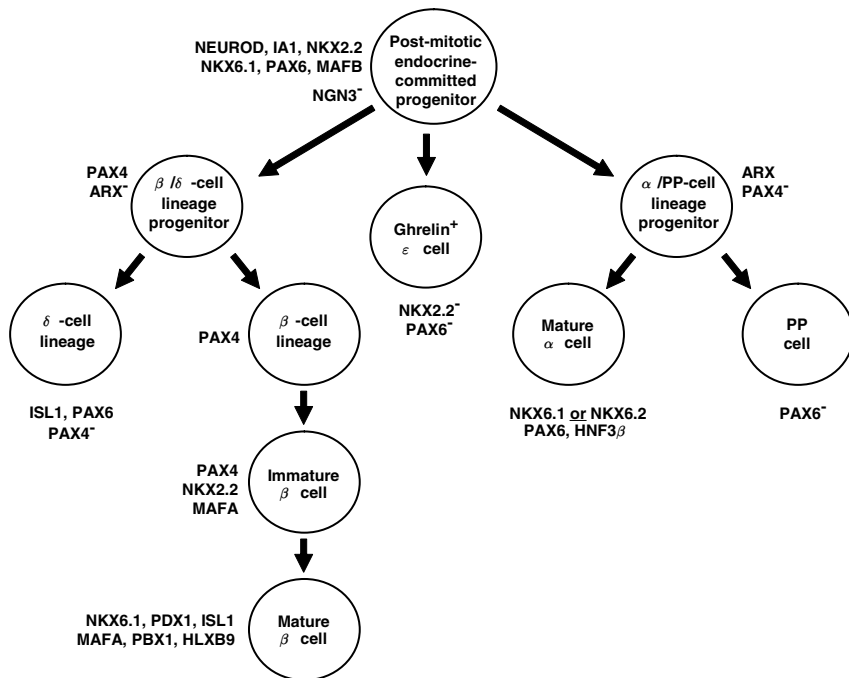 NEUROD, IA1, NKX2.2
NKX6.1, PAX6, MAFB
NGN3⁻
Post-mitotic
endocrine-
committed
progenitor
PAX4
ARX⁻
β /δ -cell
lineage
progenitor
Ghrelin⁺
ε cell
NKX2.2⁻
PAX6⁻
α /PP-cell
lineage
progenitor
ARX
PAX4⁻
δ -cell
lineage
ISL1, PAX6
PAX4⁻
PAX4
β -cell
lineage
Mature
α cell
NKX6.1 or NKX6.2
PAX6, HNF3β
PP
cell
PAX6⁻
PAX4
NKX2.2
MAFA
Immature
β cell
NKX6.1, PDX1, ISL1
MAFA, PBX1, HLXB9
Mature
β cell